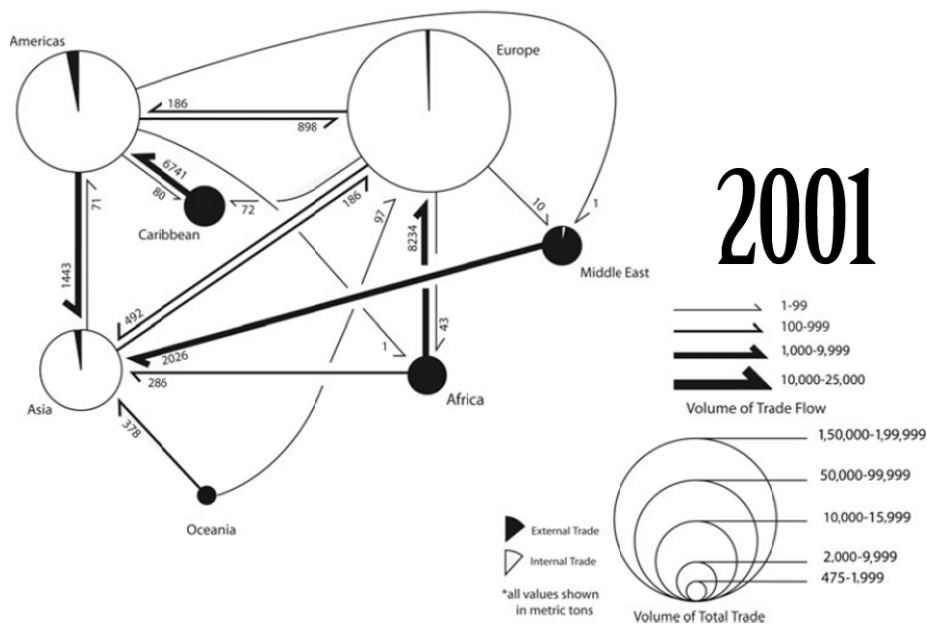 Americas
Europe
186
898
6741
80
72
Caribbean
71
1443
186
97
8234
10
1
Middle East
492
2026
43
1
286
Asia
Africa
378
Oceania
2001
1-99
100-999
1,000-9,999
10,000-25,000
Volume of Trade Flow
1,50,000-1,99,999
50,000-99,999
10,000-15,999
2,000-9,999
475-1,999
Volume of Total Trade
External Trade
Internal Trade
*all values shown
in metric tons